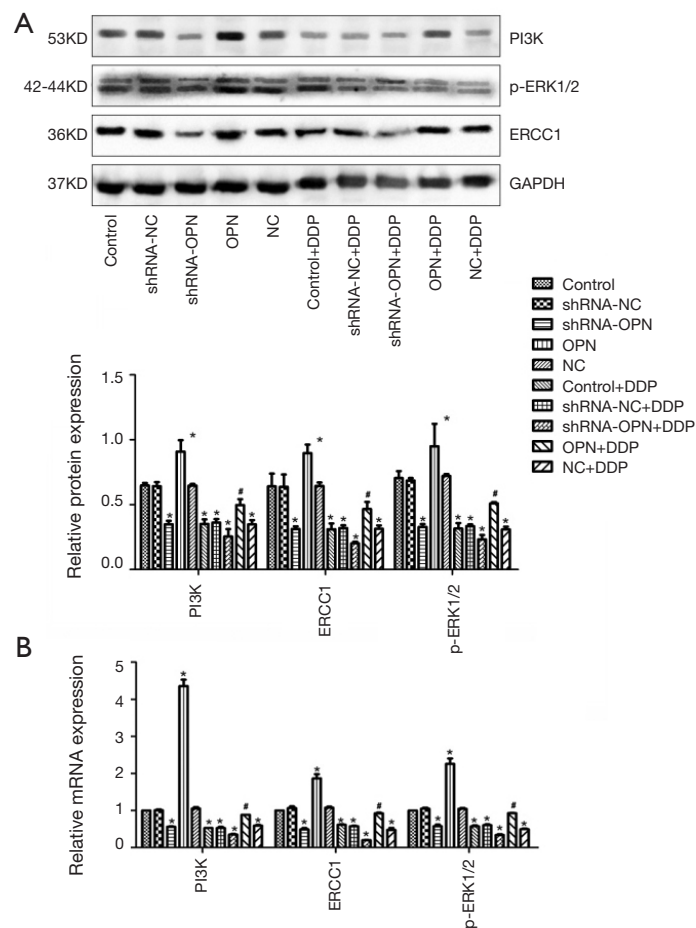 A
53KD PI3K
42-44KD p-ERK1/2
36KD ERCC1
37KD GAPDH
Control
shRNA-NC
shRNA-OPN
OPN
NC
Control+DDP
shRNA-NC+DDP
shRNA-OPN+DDP
OPN+DDP
NC+DDP
Control
shRNA-NC
shRNA-OPN
OPN
NC
Control+DDP
shRNA-NC+DDP
shRNA-OPN+DDP
OPN+DDP
NC+DDP
Relative protein expression
1.5
1.0
0.5
0.0
* * * * * # *
* * * * * # *
* * * * * # *
PI3K
ERCC1
p-ERK1/2
B
Relative mRNA expression
5
4
3
2
1
0
* * * * * # *
* * * * * # *
* * * * * # *
PI3K
ERCC1
p-ERK1/2